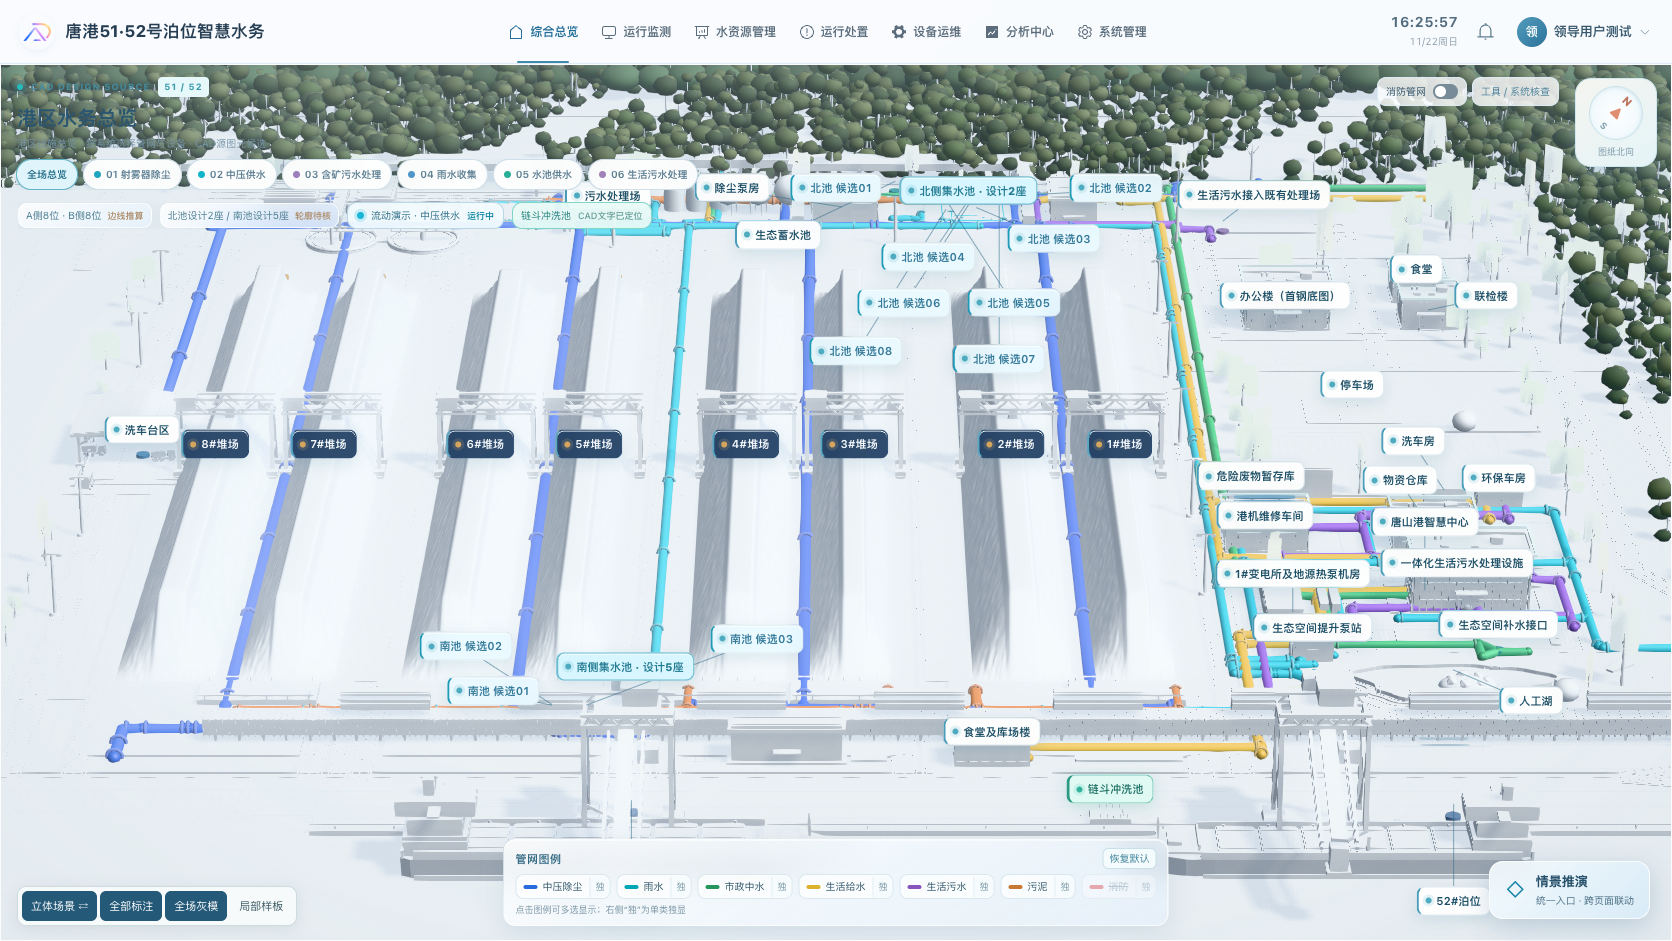 唐港51·52号泊位智慧水务
综合总览
运行监测
水资源管理
运行处置
设备运维
分析中心
系统管理
16:25:57
11/22周日
领
领导用户测试
51 / 52
港区水务总览
消防管网
工具 / 系统核查
N
S
图纸北向
全场总览
01 射雾器除尘
02 中压供水
03 含矿污水处理
04 雨水收集
05 水池供水
06 生活污水处理
A侧8位 · B侧8位 边线推算
北池设计2座 / 南池设计5座 轮廓待核
流动演示 · 中压供水 运行中
链斗冲洗池 CAD文字已定位
污水处理场
除尘泵房
北池 候选01
北侧集水池 · 设计2座
北池 候选02
生活污水接入既有处理场
生态蓄水池
北池 候选03
北池 候选04
食堂
北池 候选06
北池 候选05
办公楼（首钢底图）
联检楼
北池 候选08
北池 候选07
停车场
洗车台区
8#堆场
7#堆场
6#堆场
5#堆场
4#堆场
3#堆场
2#堆场
1#堆场
洗车房
危险废物暂存库
物资仓库
环保车房
港机维修车间
唐山港智慧中心
1#变电所及地源热泵机房
一体化生活污水处理设施
生态空间提升泵站
生态空间补水接口
南池 候选02
南池 候选03
南侧集水池 · 设计5座
南池 候选01
人工湖
食堂及库场楼
链斗冲洗池
52#泊位
管网图例
恢复默认
中压除尘 独
雨水 独
市政中水 独
生活给水 独
生活污水 独
污泥 独
消防 独
点击图例可多选显示；右侧“独”为单类独显
立体场景 ⇄
全部标注
全场灰模
局部样板
情景推演
统一入口 · 跨页面联动